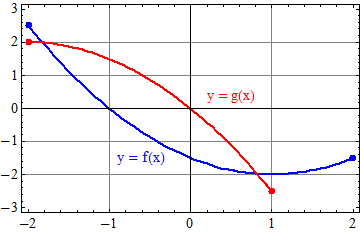 3
2
y = g(x)
1
0
−1
y = f(x)
−2
−3
−2 −1 0 1 2